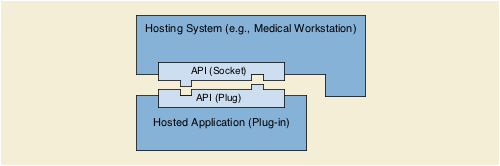 Hosting System (e.g., Medical Workstation)
API (Socket)
API (Plug)
Hosted Application (Plug-in)